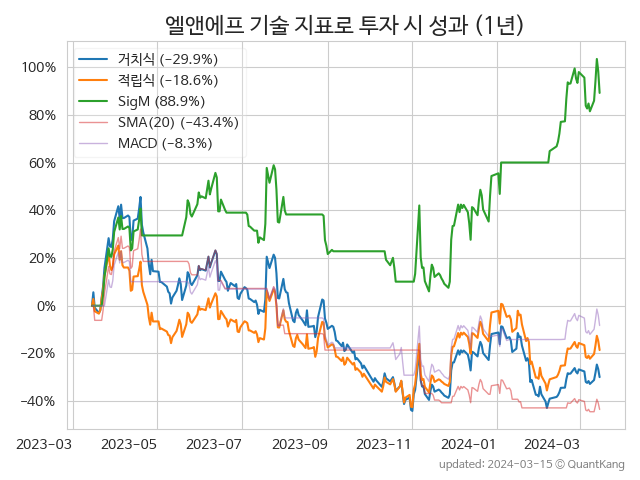 엘앤에프 기술 지표로 투자 시 성과 (1년)
거치식 (−29.9%)
적립식 (−18.6%)
SigM (88.9%)
SMA(20) (−43.4%)
MACD (−8.3%)
100%
80%
60%
40%
20%
0%
−20%
−40%
2023−03 2023−05 2023−07 2023−09 2023−11 2024−01 2024−03
updated: 2024−03−15 © QuantKang